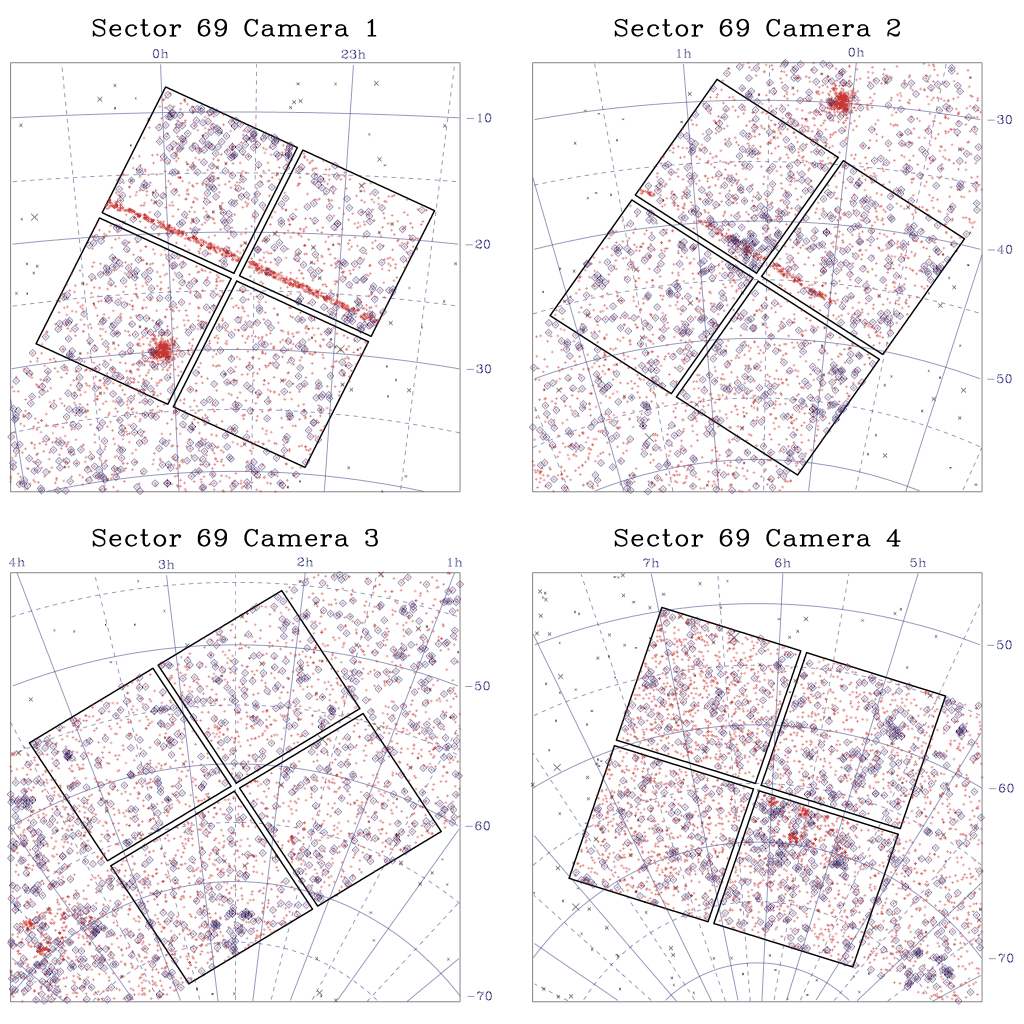 Sector 69 Camera 1
0h 23h
-10
-20
-30
Sector 69 Camera 2
1h 0h
-30
-40
-50
Sector 69 Camera 3
4h 3h 2h 1h
-50
-60
-70
Sector 69 Camera 4
7h 6h 5h
-50
-60
-70